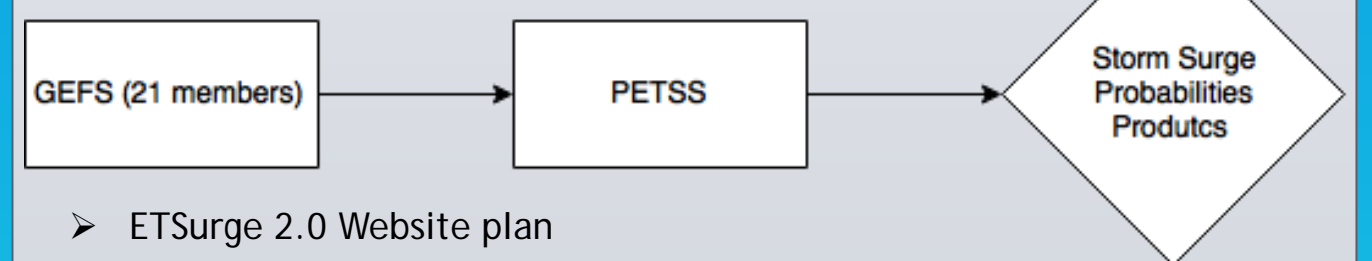 GEFS (21 members)
PETSS
Storm Surge
Probabilities
Produtcs
➢ ETSurge 2.0 Website plan